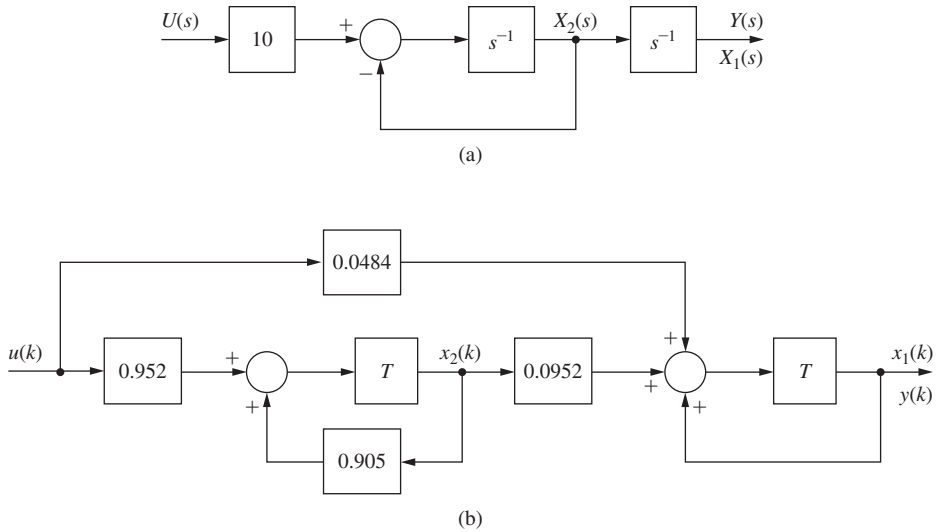 U(s) 10 + − s⁻¹ X₂(s) s⁻¹ Y(s)
X₁(s)
(a)
0.0484
u(k) 0.952 + + T x₂(k) 0.0952 + + + T x₁(k)
y(k)
0.905
(b)